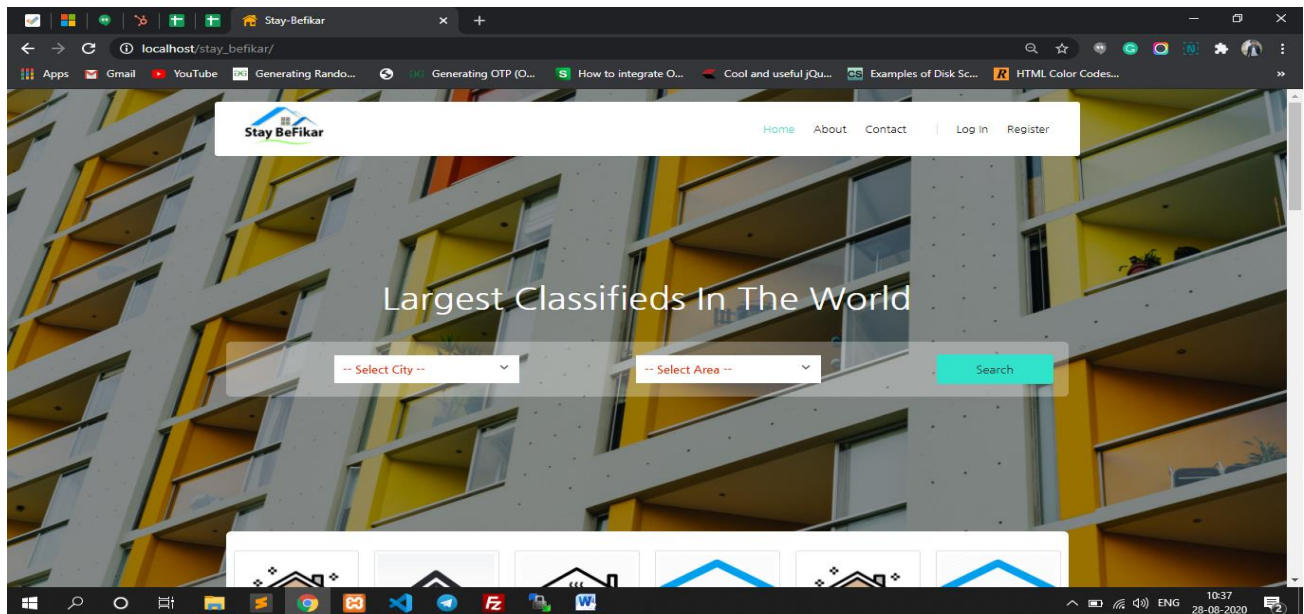 Stay-Befikar
localhost/stay_befikar/
Apps Gmail YouTube Generating Rando... Generating OTP (O... How to integrate O... Cool and useful jQu... Examples of Disk Sc... HTML Color Codes... »
Stay BeFikar
Home About Contact Log In Register
Largest Classifieds In The World
-- Select City -- -- Select Area -- Search
ENG
10:37
28-08-2020
2